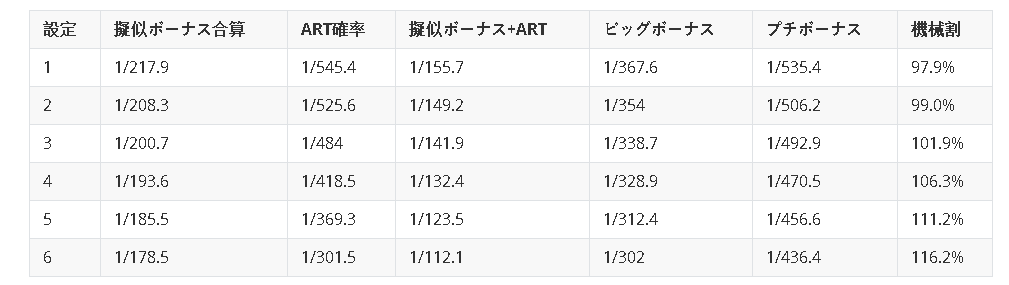 設定 擬似ボーナス合算 ART確率 擬似ボーナス+ART ビッグボーナス プチボーナス 機械割
1 1/217.9 1/545.4 1/155.7 1/367.6 1/535.4 97.9%
2 1/208.3 1/525.6 1/149.2 1/354 1/506.2 99.0%
3 1/200.7 1/484 1/141.9 1/338.7 1/492.9 101.9%
4 1/193.6 1/418.5 1/132.4 1/328.9 1/470.5 106.3%
5 1/185.5 1/369.3 1/123.5 1/312.4 1/456.6 111.2%
6 1/178.5 1/301.5 1/112.1 1/302 1/436.4 116.2%